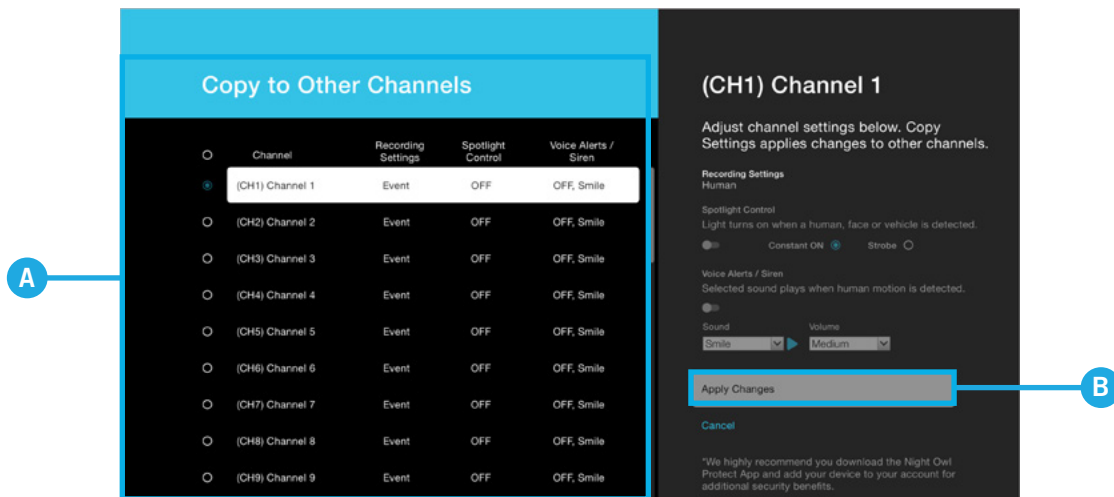 Copy to Other Channels
Channel
Recording
Settings
Spotlight
Control
Voice Alerts /
Siren
(CH1) Channel 1 Event OFF OFF, Smile
(CH2) Channel 2 Event OFF OFF, Smile
(CH3) Channel 3 Event OFF OFF, Smile
(CH4) Channel 4 Event OFF OFF, Smile
(CH5) Channel 5 Event OFF OFF, Smile
(CH6) Channel 6 Event OFF OFF, Smile
(CH7) Channel 7 Event OFF OFF, Smile
(CH8) Channel 8 Event OFF OFF, Smile
(CH9) Channel 9 Event OFF OFF, Smile
A
(CH1) Channel 1
Adjust channel settings below. Copy
Settings applies changes to other channels.
Recording Settings
Human
Spotlight Control
Light turns on when a human, face or vehicle is detected.
Constant ON Strobe
Voice Alerts / Siren
Selected sound plays when human motion is detected.
Sound Volume
Smile Medium
Apply Changes
B
Cancel
*We highly recommend you download the Night Owl
Protect App and add your device to your account for
additional security benefits.